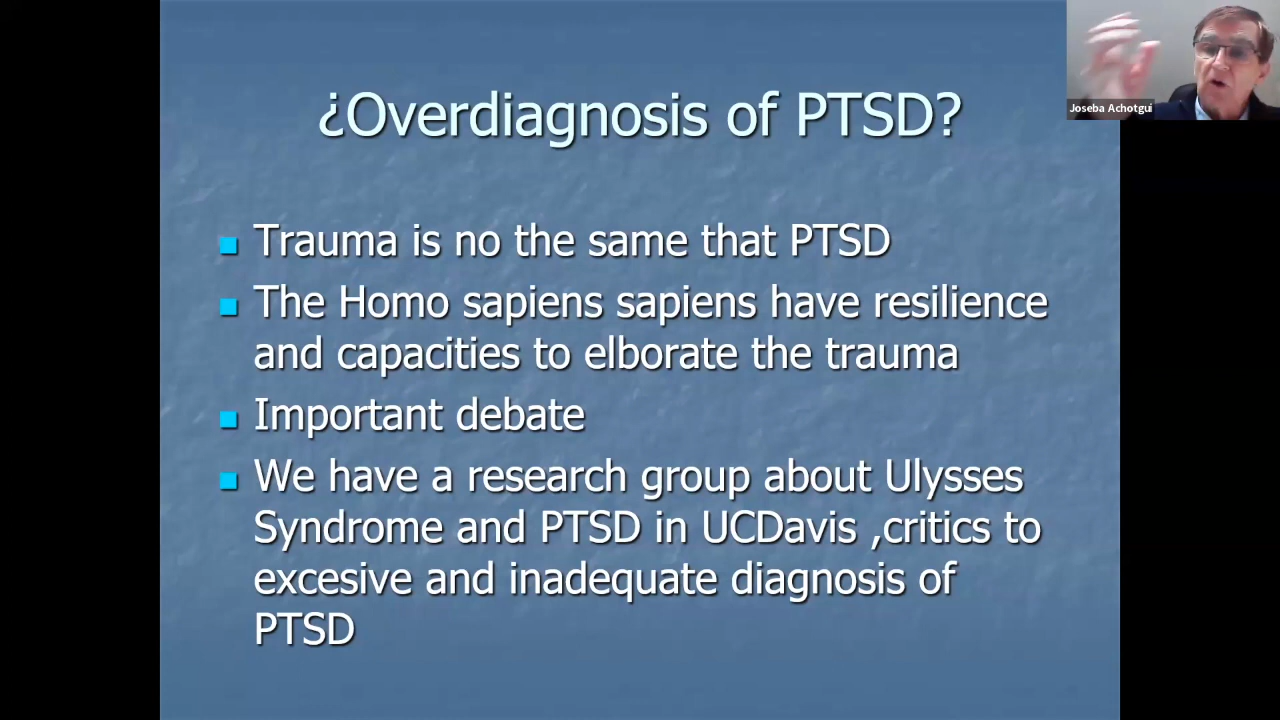 ¿Overdiagnosis of PTSD?
Joseba Achotguí
Trauma is no the same that PTSD
The Homo sapiens sapiens have resilience
and capacities to elborate the trauma
Important debate
We have a research group about Ulysses
Syndrome and PTSD in UCDavis ,critics to
excesive and inadequate diagnosis of
PTSD